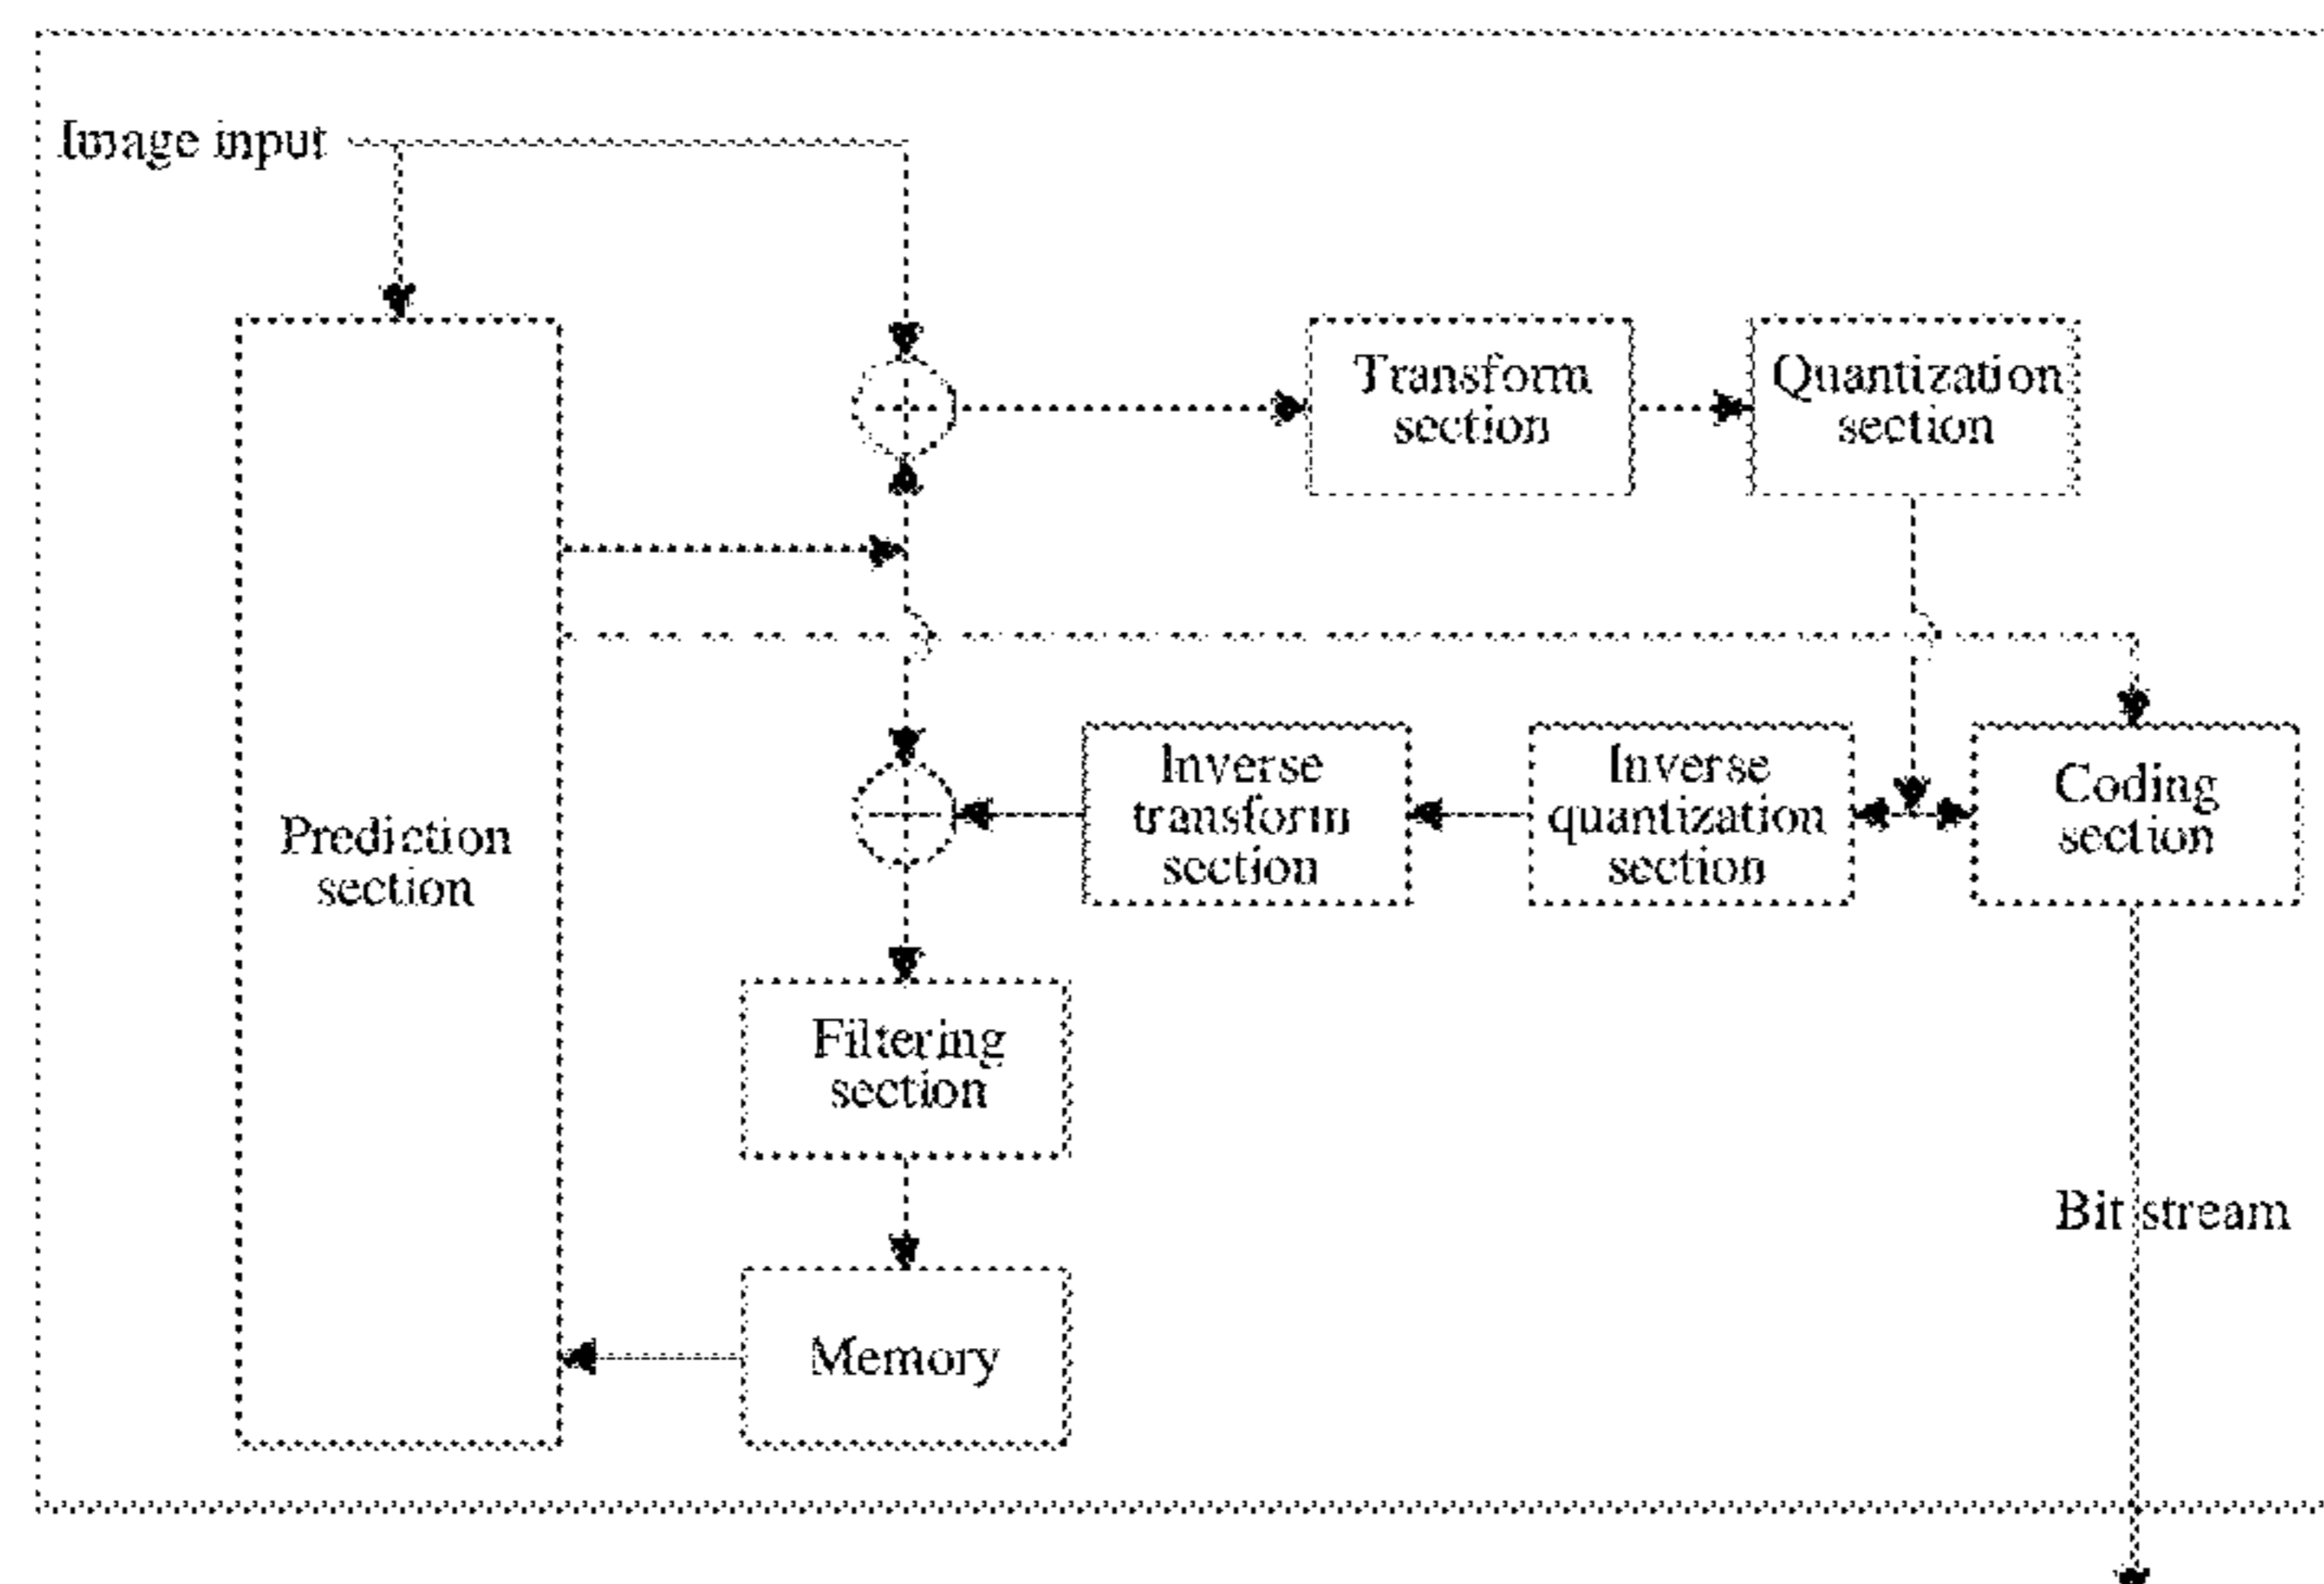 Image input
Transform
section
Quantization
section
Prediction
section
Inverse
transform
section
Inverse
quantization
section
Coding
section
Filtering
section
Bit stream
Memory